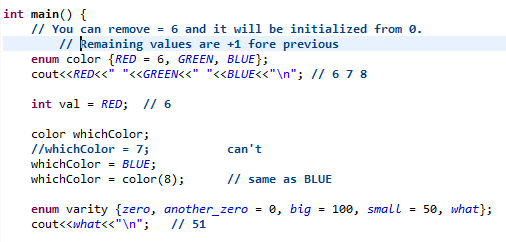 int main() {
// You can remove = 6 and it will be initialized from 0.
// Remaining values are +1 fore previous
enum color {RED = 6, GREEN, BLUE};
cout<<RED<<" "<<GREEN<<" "<<BLUE<<"\n"; // 6 7 8
int val = RED; // 6
color whichColor;
//whichColor = 7; can't
whichColor = BLUE;
whichColor = color(8); // same as BLUE
enum varity {zero, another_zero = 0, big = 100, small = 50, what};
cout<<what<<"\n"; // 51